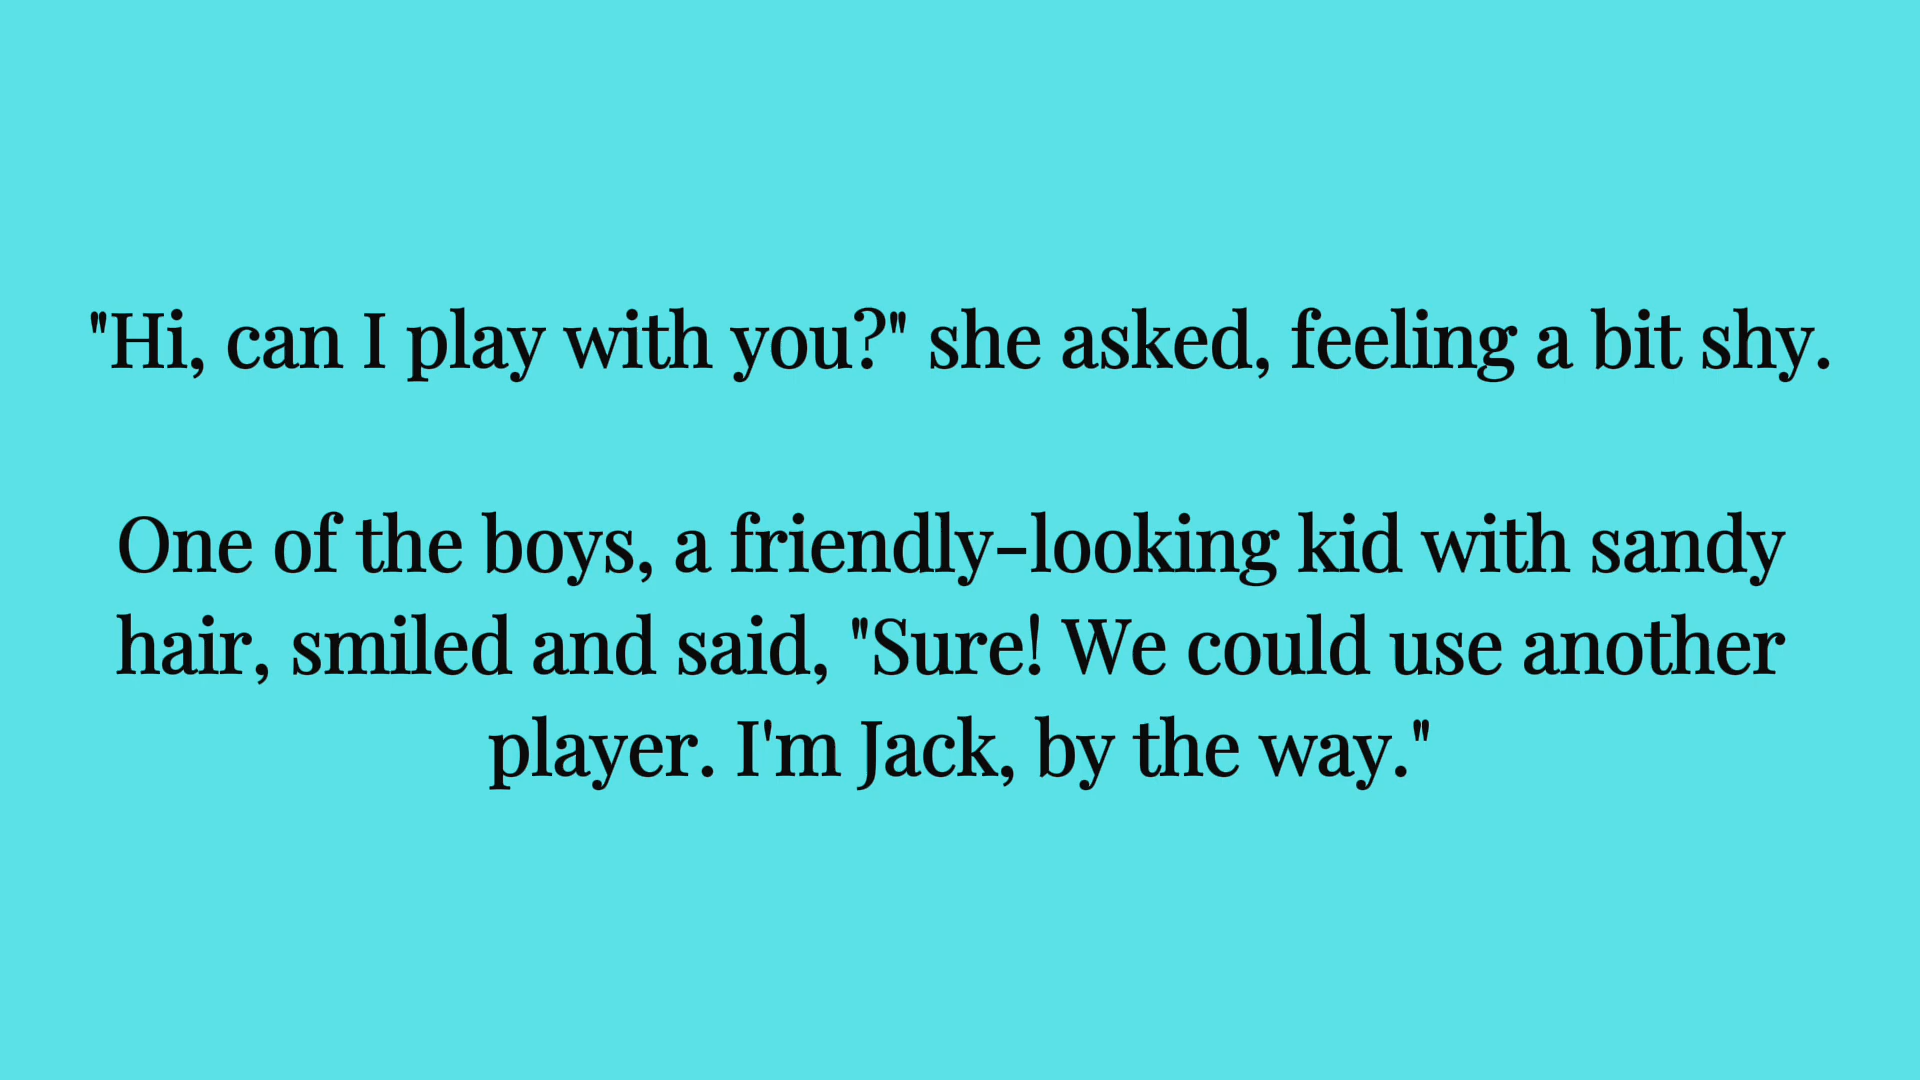 "Hi, can I play with you?" she asked, feeling a bit shy.
One of the boys, a friendly-looking kid with sandy
hair, smiled and said, "Sure! We could use another
player. I'm Jack, by the way."